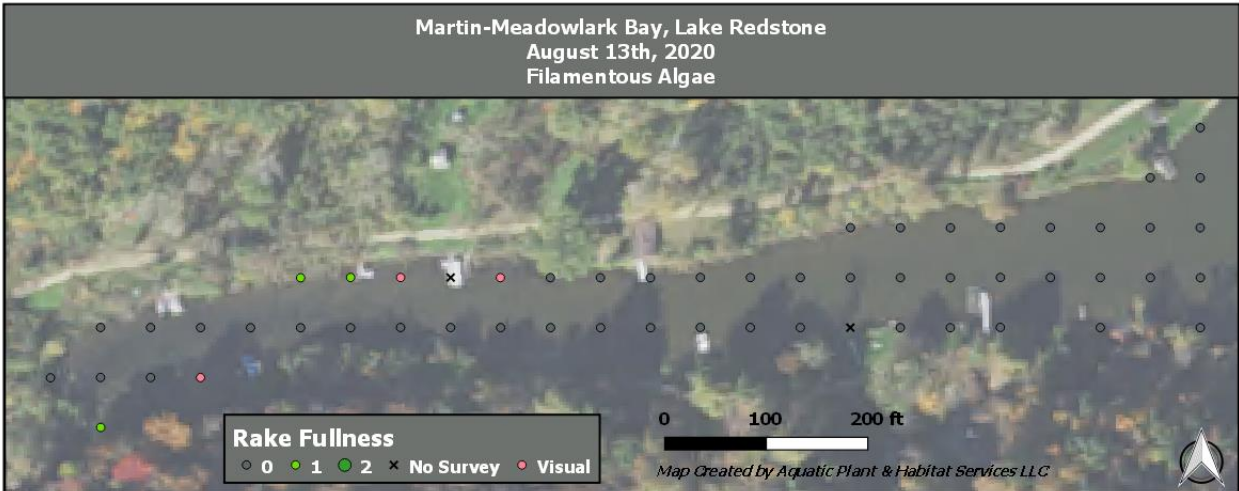 Martin-Meadowlark Bay, Lake Redstone
August 13th, 2020
Filamentous Algae
0 100 200 ft
Rake Fullness
0 1 2 × No Survey Visual
Map Created by Aquatic Plant & Habitat Services LLC